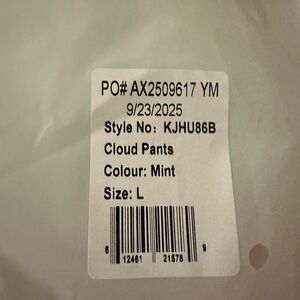 PO# AX2509617 YM
9/23/2025
Style No: KJHU86B
Cloud Pants
Colour: Mint
Size: L
6 12461 21578 9